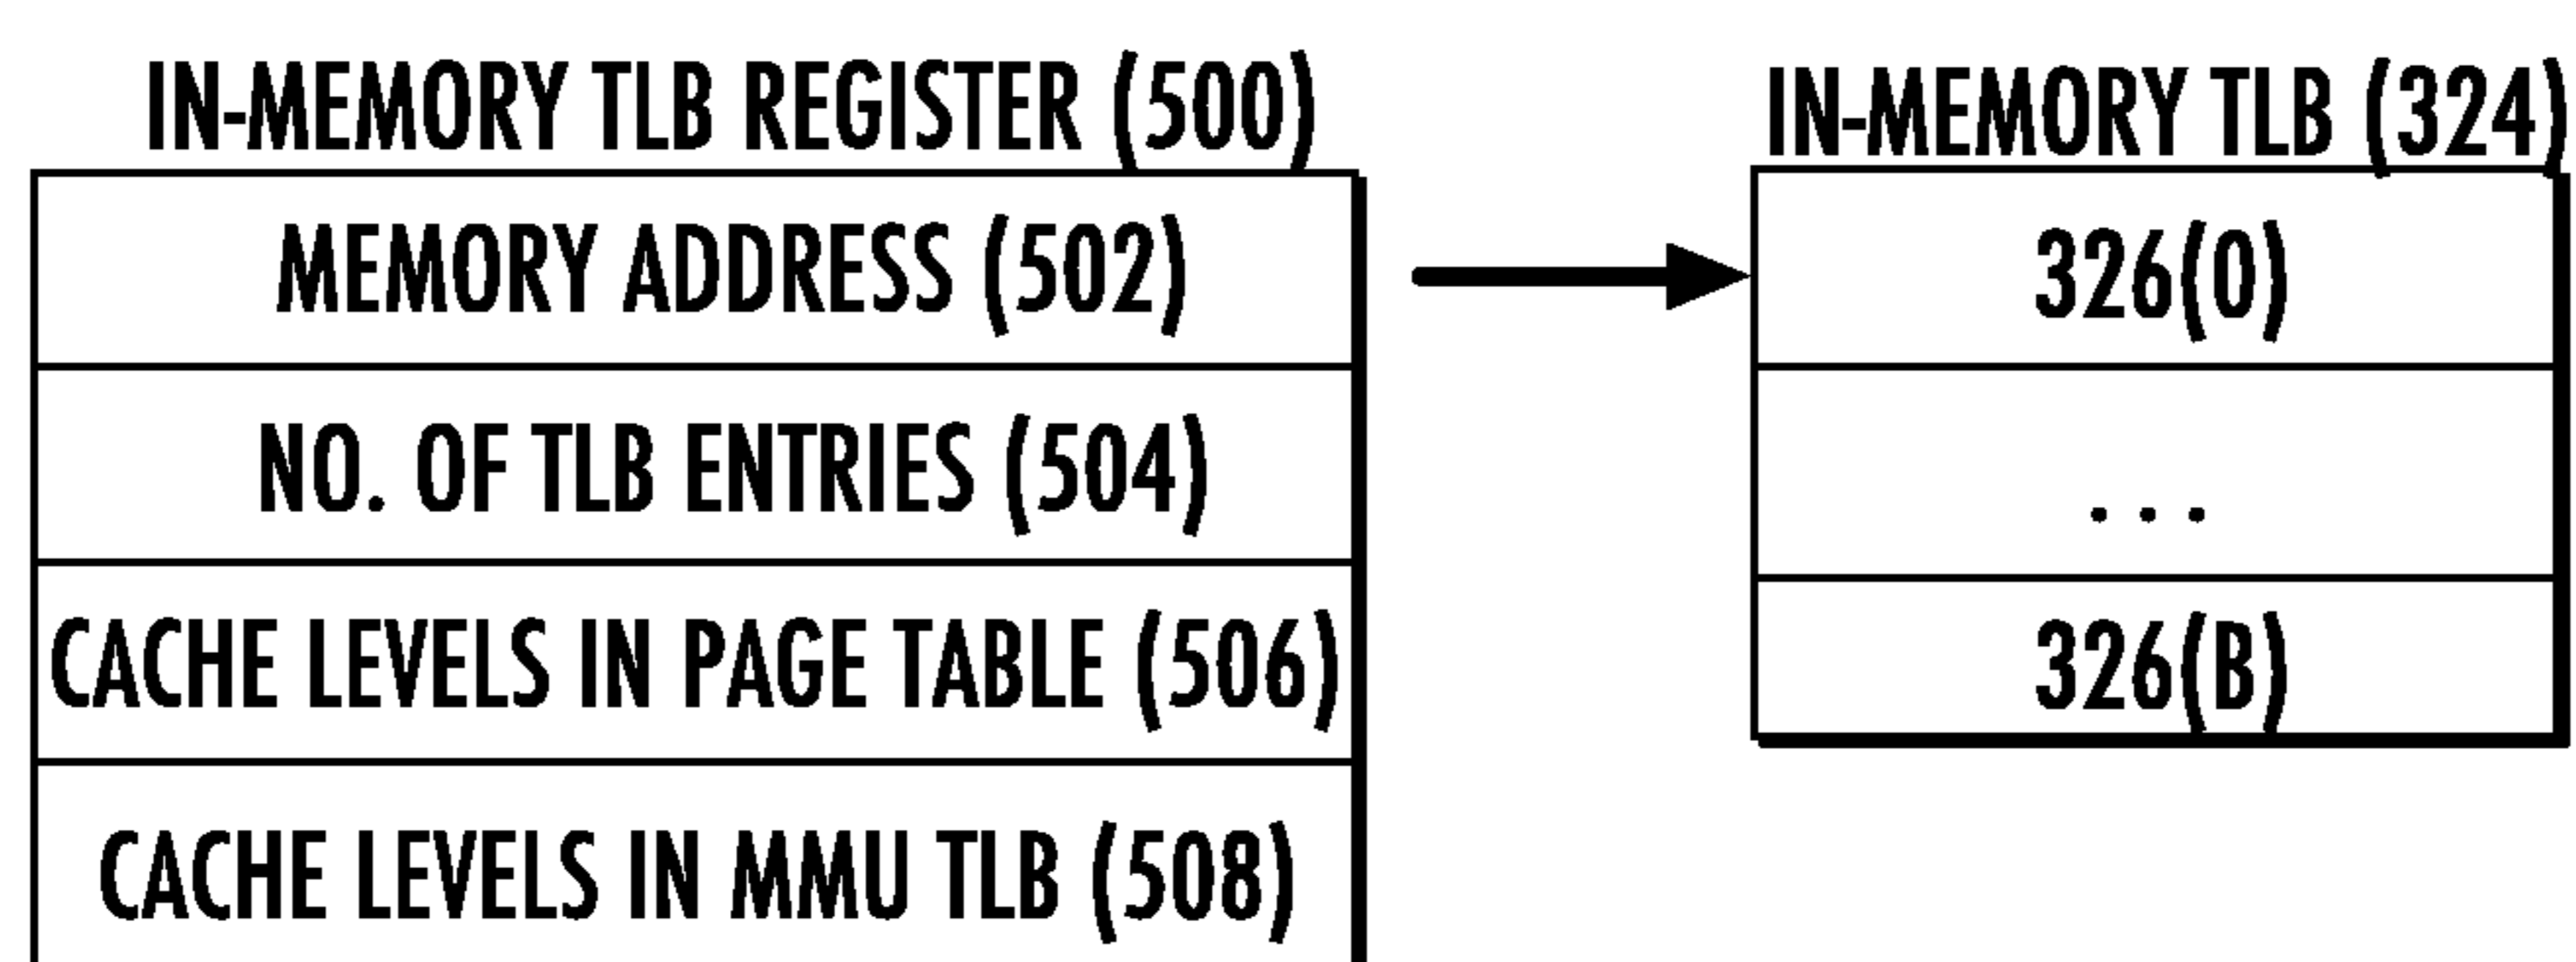 IN-MEMORY TLB REGISTER (500)
MEMORY ADDRESS (502)
NO. OF TLB ENTRIES (504)
CACHE LEVELS IN PAGE TABLE (506)
CACHE LEVELS IN MMU TLB (508)
IN-MEMORY TLB (324)
326(0)
. . .
326(B)